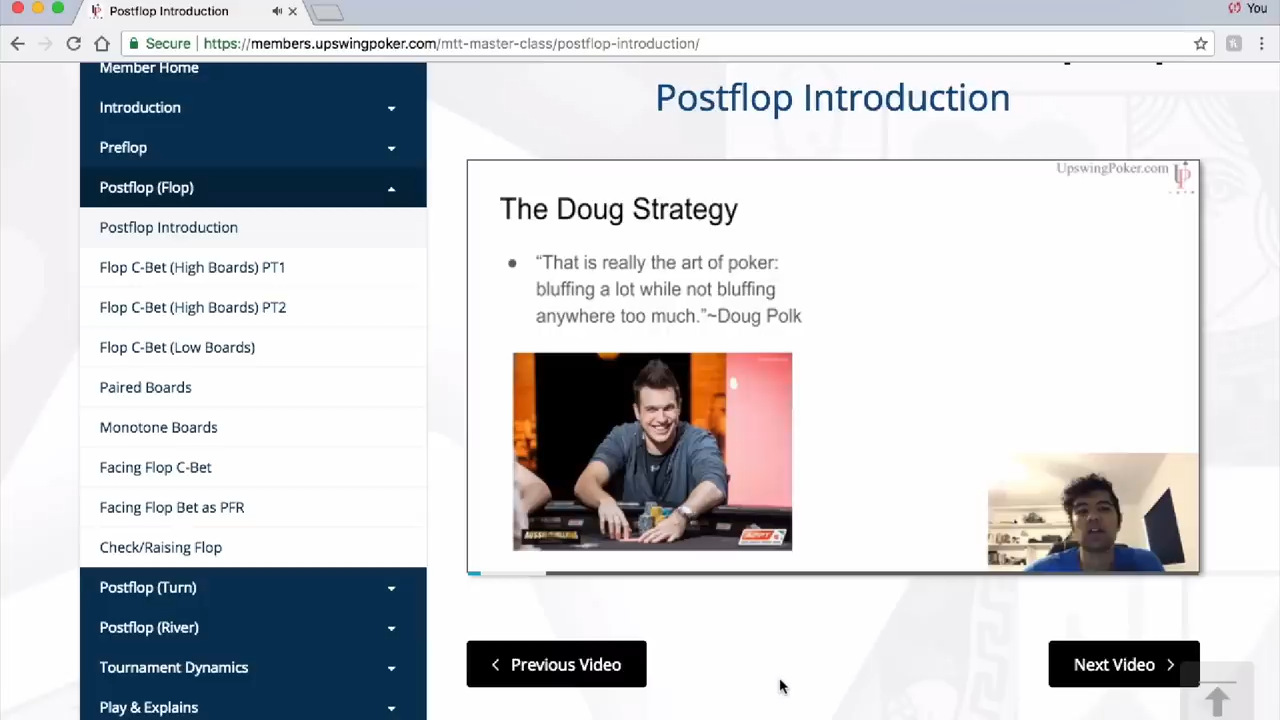 Postflop Introduction
You
Secure
https://members.upswingpoker.com/mtt-master-class/postflop-introduction/
Member Home
Introduction
Preflop
Postflop (Flop)
Postflop Introduction
Flop C-Bet (High Boards) PT1
Flop C-Bet (High Boards) PT2
Flop C-Bet (Low Boards)
Paired Boards
Monotone Boards
Facing Flop C-Bet
Facing Flop Bet as PFR
Check/Raising Flop
Postflop (Turn)
Postflop (River)
Tournament Dynamics
Play & Explains
Postflop Introduction
UpswingPoker.com
The Doug Strategy
“That is really the art of poker:
bluffing a lot while not bluffing
anywhere too much.”~Doug Polk
Previous Video
Next Video